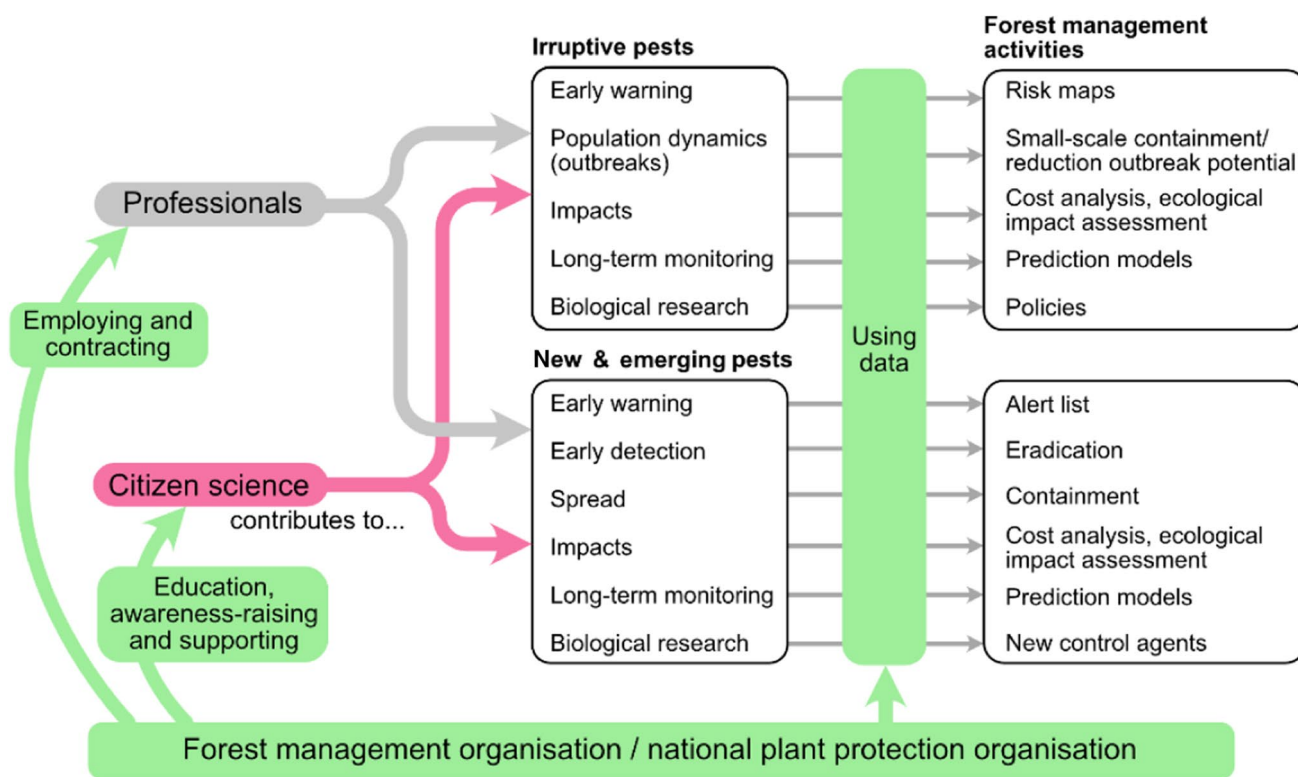 Irruptive pests
Early warning
Population dynamics
(outbreaks)
Impacts
Long-term monitoring
Biological research
Forest management
activities
Risk maps
Small-scale containment/
reduction outbreak potential
Cost analysis, ecological
impact assessment
Prediction models
Policies
Professionals
Employing and
contracting
Using
data
New & emerging pests
Early warning
Early detection
Spread
Impacts
Long-term monitoring
Biological research
Alert list
Eradication
Containment
Cost analysis, ecological
impact assessment
Prediction models
New control agents
Citizen science
contributes to...
Education,
awareness-raising
and supporting
Forest management organisation / national plant protection organisation